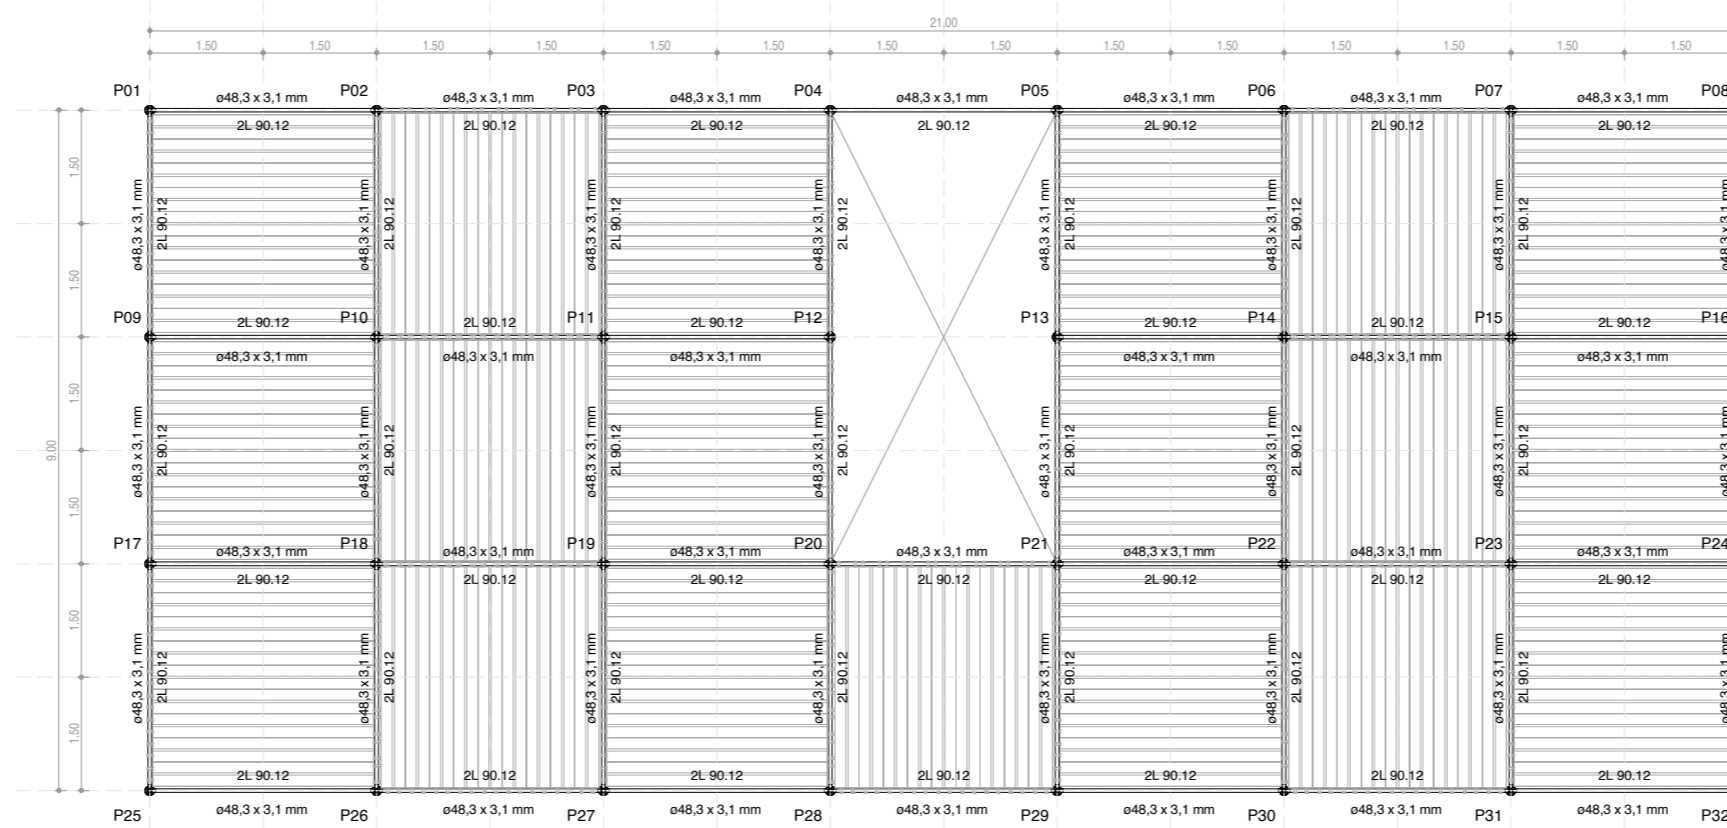 21.00
1.50 1.50 1.50 1.50 1.50 1.50 1.50 1.50 1.50 1.50 1.50 1.50 1.50 1.50
P01 P02 P03 P04 P05 P06 P07 P08
ø48,3 x 3,1 mm ø48,3 x 3,1 mm ø48,3 x 3,1 mm ø48,3 x 3,1 mm ø48,3 x 3,1 mm ø48,3 x 3,1 mm ø48,3 x 3,1 mm
2L 90.12 2L 90.12 2L 90.12 2L 90.12 2L 90.12 2L 90.12 2L 90.12
1.50
ø48,3 x 3,1 mm 2L 90.12 ø48,3 x 3,1 mm 2L 90.12 ø48,3 x 3,1 mm 2L 90.12 ø48,3 x 3,1 mm 2L 90.12 ø48,3 x 3,1 mm 2L 90.12 ø48,3 x 3,1 mm 2L 90.12 ø48,3 x 3,1 mm 2L 90.12 ø48,3 x 3,1 mm
1.50
P09 P10 P11 P12 P13 P14 P15 P16
2L 90.12 2L 90.12 2L 90.12 2L 90.12 2L 90.12 2L 90.12
ø48,3 x 3,1 mm ø48,3 x 3,1 mm ø48,3 x 3,1 mm ø48,3 x 3,1 mm ø48,3 x 3,1 mm ø48,3 x 3,1 mm
1.50
9.00
ø48,3 x 3,1 mm 2L 90.12 ø48,3 x 3,1 mm 2L 90.12 ø48,3 x 3,1 mm 2L 90.12 ø48,3 x 3,1 mm 2L 90.12 ø48,3 x 3,1 mm 2L 90.12 ø48,3 x 3,1 mm 2L 90.12 ø48,3 x 3,1 mm 2L 90.12 ø48,3 x 3,1 mm
1.50
P17 P18 P19 P20 P21 P22 P23 P24
ø48,3 x 3,1 mm ø48,3 x 3,1 mm ø48,3 x 3,1 mm ø48,3 x 3,1 mm ø48,3 x 3,1 mm ø48,3 x 3,1 mm ø48,3 x 3,1 mm
2L 90.12 2L 90.12 2L 90.12 2L 90.12 2L 90.12 2L 90.12 2L 90.12
1.50
ø48,3 x 3,1 mm 2L 90.12 ø48,3 x 3,1 mm 2L 90.12 ø48,3 x 3,1 mm 2L 90.12 ø48,3 x 3,1 mm 2L 90.12 ø48,3 x 3,1 mm 2L 90.12 ø48,3 x 3,1 mm 2L 90.12 ø48,3 x 3,1 mm 2L 90.12 ø48,3 x 3,1 mm
1.50
2L 90.12 2L 90.12 2L 90.12 2L 90.12 2L 90.12 2L 90.12 2L 90.12
ø48,3 x 3,1 mm ø48,3 x 3,1 mm ø48,3 x 3,1 mm ø48,3 x 3,1 mm ø48,3 x 3,1 mm ø48,3 x 3,1 mm ø48,3 x 3,1 mm
P25 P26 P27 P28 P29 P30 P31 P32